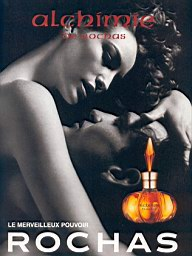 alchimie
de rochas
LE MERVEILLEUX POUVOIR
ROCHAS